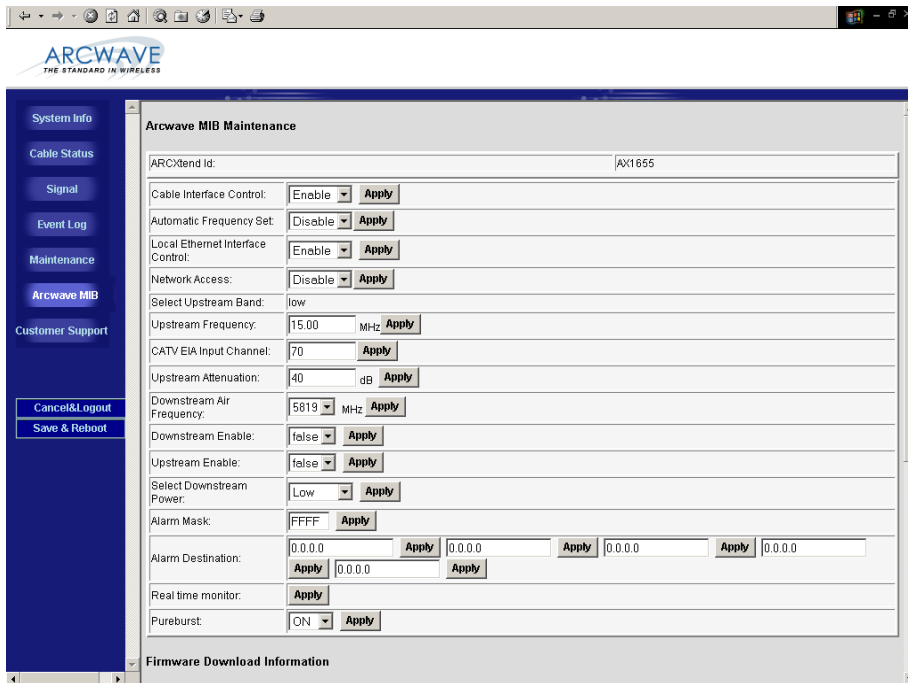 ARCWAVE
THE STANDARD IN WIRELESS
System Info
Cable Status
Signal
Event Log
Maintenance
Arcwave MIB
Customer Support
Cancel&Logout
Save & Reboot
Arcwave MIB Maintenance
ARCXtend Id: AX1655
Cable Interface Control: Enable Apply
Automatic Frequency Set: Disable Apply
Local Ethernet Interface
Control: Enable Apply
Network Access: Disable Apply
Select Upstream Band: low
Upstream Frequency: 15.00 MHz Apply
CATV EIA Input Channel: 70 Apply
Upstream Attenuation: 40 dB Apply
Downstream Air
Frequency: 5819 MHz Apply
Downstream Enable: false Apply
Upstream Enable: false Apply
Select Downstream
Power: Low Apply
Alarm Mask: FFFF Apply
Alarm Destination: 0.0.0.0 Apply 0.0.0.0 Apply 0.0.0.0 Apply 0.0.0.0
Apply 0.0.0.0 Apply
Real time monitor: Apply
Pureburst: ON Apply
Firmware Download Information